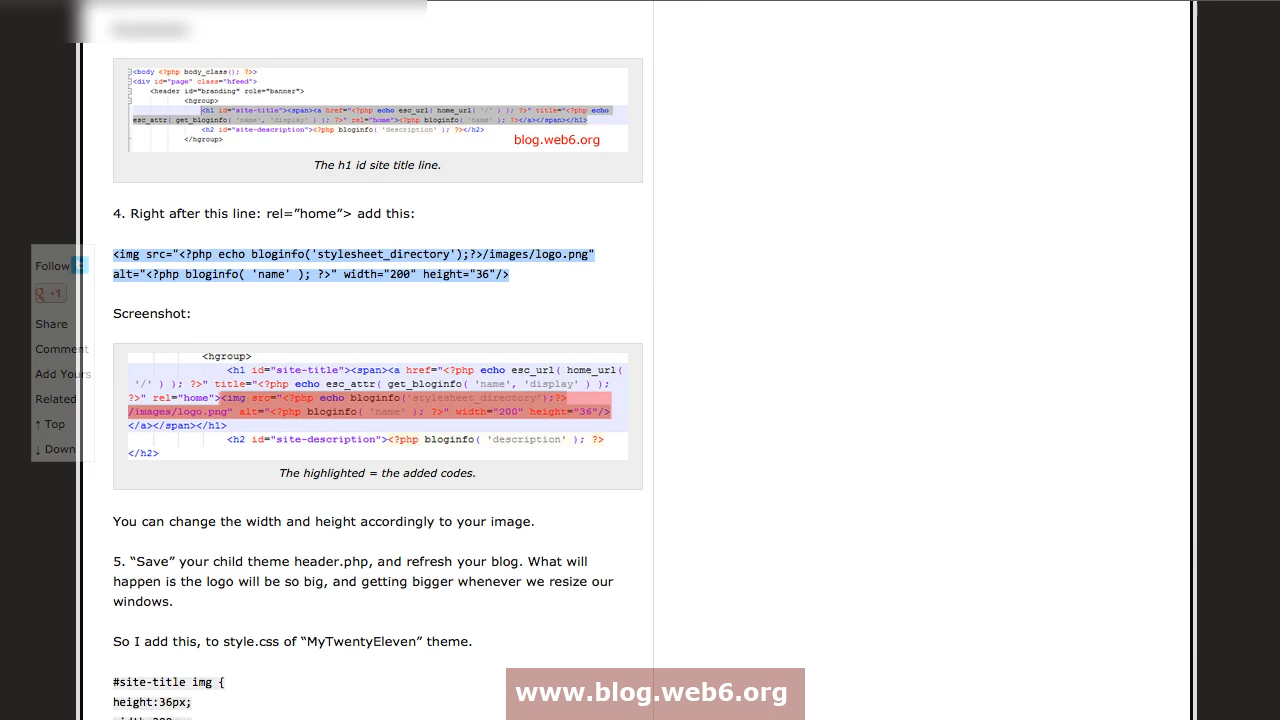 <body <?php body_class(); ?>>
<div id="page" class="hfeed">
<header id="branding" role="banner">
<hgroup>
<h1 id="site-title"><span><a href="<?php echo esc_url( home_url( '/' ) ); ?>" title="<?php echo
esc_attr( get_bloginfo( 'name', 'display' ) ); ?>" rel="home"><?php bloginfo( 'name' ); ?></a></span></h1>
<h2 id="site-description"><?php bloginfo( 'description' ); ?></h2>
</hgroup>
blog.web6.org
The h1 id site title line.
4. Right after this line: rel=”home”> add this:
<img src="<?php echo bloginfo('stylesheet_directory');?>/images/logo.png"
alt="<?php bloginfo( 'name' ); ?>" width="200" height="36"/>
Follow
+1
Share
Comment
Add Yours
Related
↑ Top
↓ Down
Screenshot:
<hgroup>
<h1 id="site-title"><span><a href="<?php echo esc_url( home_url(
'/' ) ); ?>" title="<?php echo esc_attr( get_bloginfo( 'name', 'display' ) );
?>" rel="home"><img src="<?php echo bloginfo('stylesheet_directory');?>
/images/logo.png" alt="<?php bloginfo( 'name' ); ?>" width="200" height="36"/>
</a></span></h1>
<h2 id="site-description"><?php bloginfo( 'description' ); ?>
</h2>
The highlighted = the added codes.
You can change the width and height accordingly to your image.
5. “Save” your child theme header.php, and refresh your blog. What will
happen is the logo will be so big, and getting bigger whenever we resize our
windows.
So I add this, to style.css of “MyTwentyEleven” theme.
#site-title img {
height:36px;
www.blog.web6.org